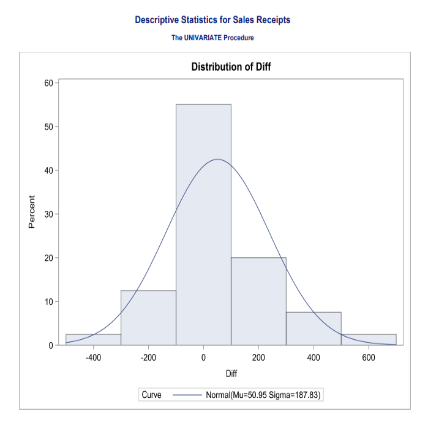 Descriptive Statistics for Sales Receipts
The UNIVARIATE Procedure
Distribution of Diff
60
50
40
30
20
10
0
Percent
-400 -200 0 200 400 600
Diff
Curve Normal(Mu=50.95 Sigma=187.83)